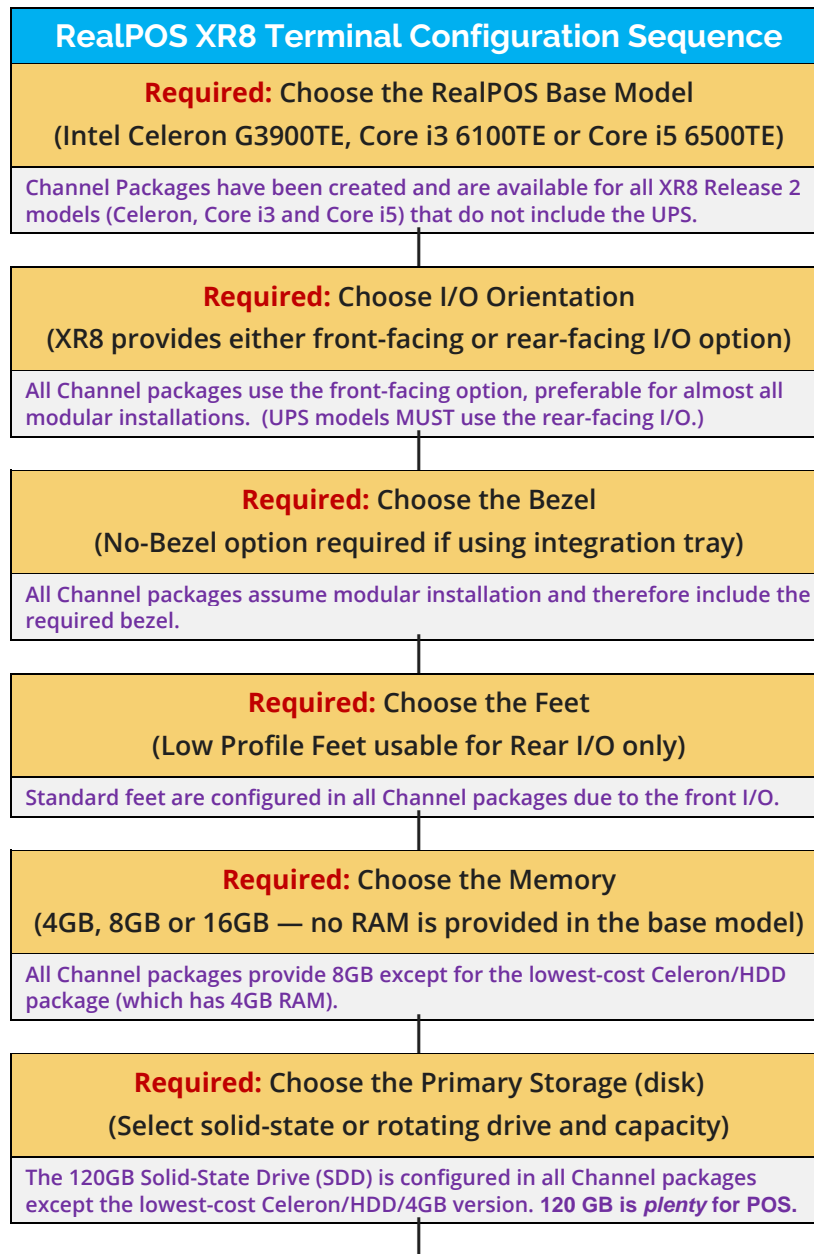 RealPOS XR8 Terminal Configuration Sequence
Required: Choose the RealPOS Base Model
(Intel Celeron G3900TE, Core i3 6100TE or Core i5 6500TE)
Channel Packages have been created and are available for all XR8 Release 2
models (Celeron, Core i3 and Core i5) that do not include the UPS.
Required: Choose I/O Orientation
(XR8 provides either front-facing or rear-facing I/O option)
All Channel packages use the front-facing option, preferable for almost all
modular installations.  (UPS models MUST use the rear-facing I/O.)
Required: Choose the Bezel
(No-Bezel option required if using integration tray)
All Channel packages assume modular installation and therefore include the
required bezel.
Required: Choose the Feet
(Low Profile Feet usable for Rear I/O only)
Standard feet are configured in all Channel packages due to the front I/O.
Required: Choose the Memory
(4GB, 8GB or 16GB — no RAM is provided in the base model)
All Channel packages provide 8GB except for the lowest-cost Celeron/HDD
package (which has 4GB RAM).
Required: Choose the Primary Storage (disk)
(Select solid-state or rotating drive and capacity)
The 120GB Solid-State Drive (SDD) is configured in all Channel packages
except the lowest-cost Celeron/HDD/4GB version. 120 GB is plenty for POS.